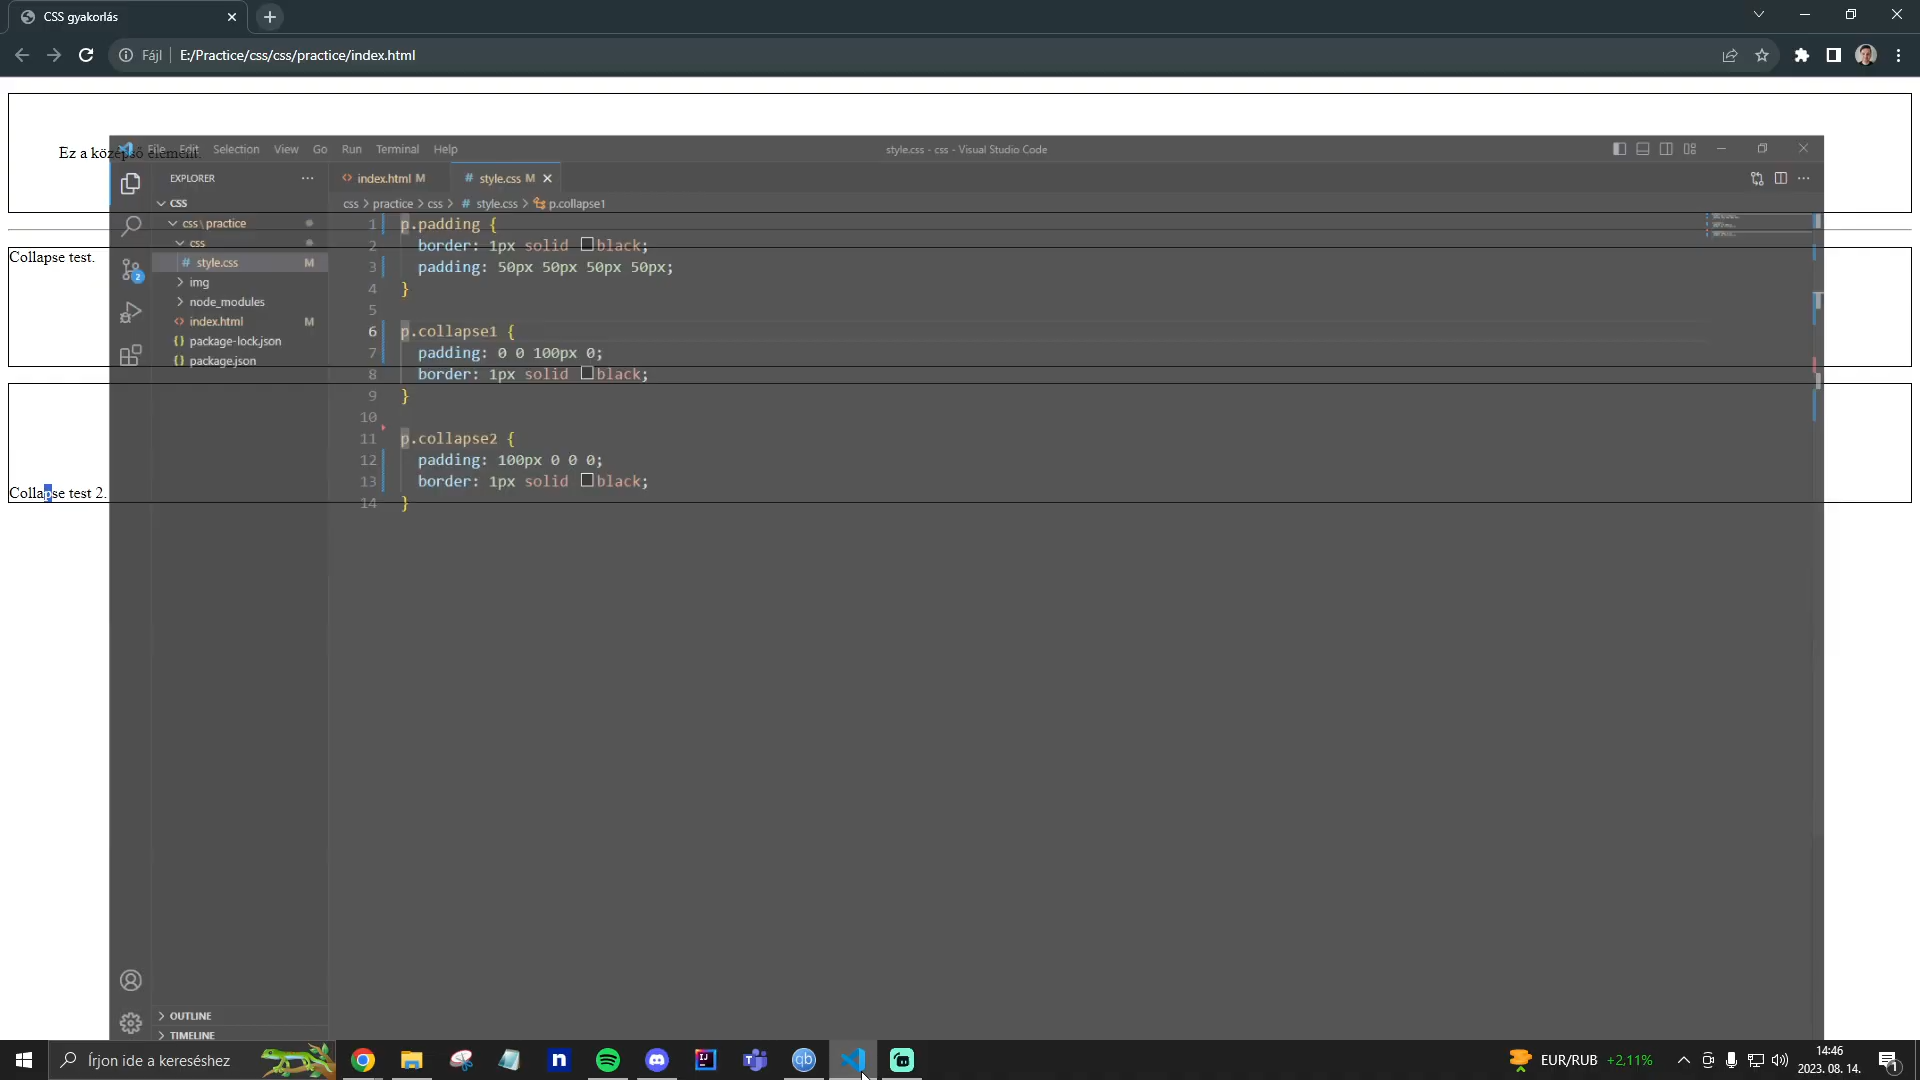 CSS gyakorlás
Fájl
E:/Practice/css/css/practice/index.html
Ez a középső elemem.
File Edit Selection View Go Run Terminal Help
style.css - css - Visual Studio Code
EXPLORER
index.html M
style.css M
CSS
css > practice > css > # style.css > p.collapse1
css \ practice
css
# style.css M
img
node_modules
index.html M
package-lock.json
package.json
OUTLINE
TIMELINE
2
1 p.padding {
2 border: 1px solid black;
3 padding: 50px 50px 50px 50px;
4 }
5
6 p.collapse1 {
7 padding: 0 0 100px 0;
8 border: 1px solid black;
9 }
10
11 p.collapse2 {
12 padding: 100px 0 0 0;
13 border: 1px solid black;
14 }
Collapse test.
Collapse test 2.
Írjon ide a kereséshez
n
IJ
T
qb
EUR/RUB +2,11%
14:46
2023. 08. 14.
1